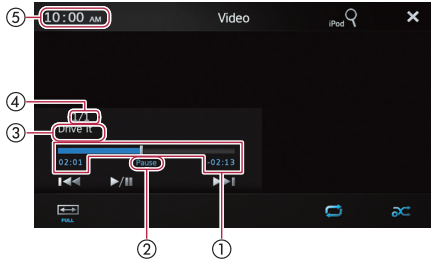 ⑤ 10:00 AM Video iPod
④
1/1
③ Drive It
02:01 Pause -02:13
FULL
② ①